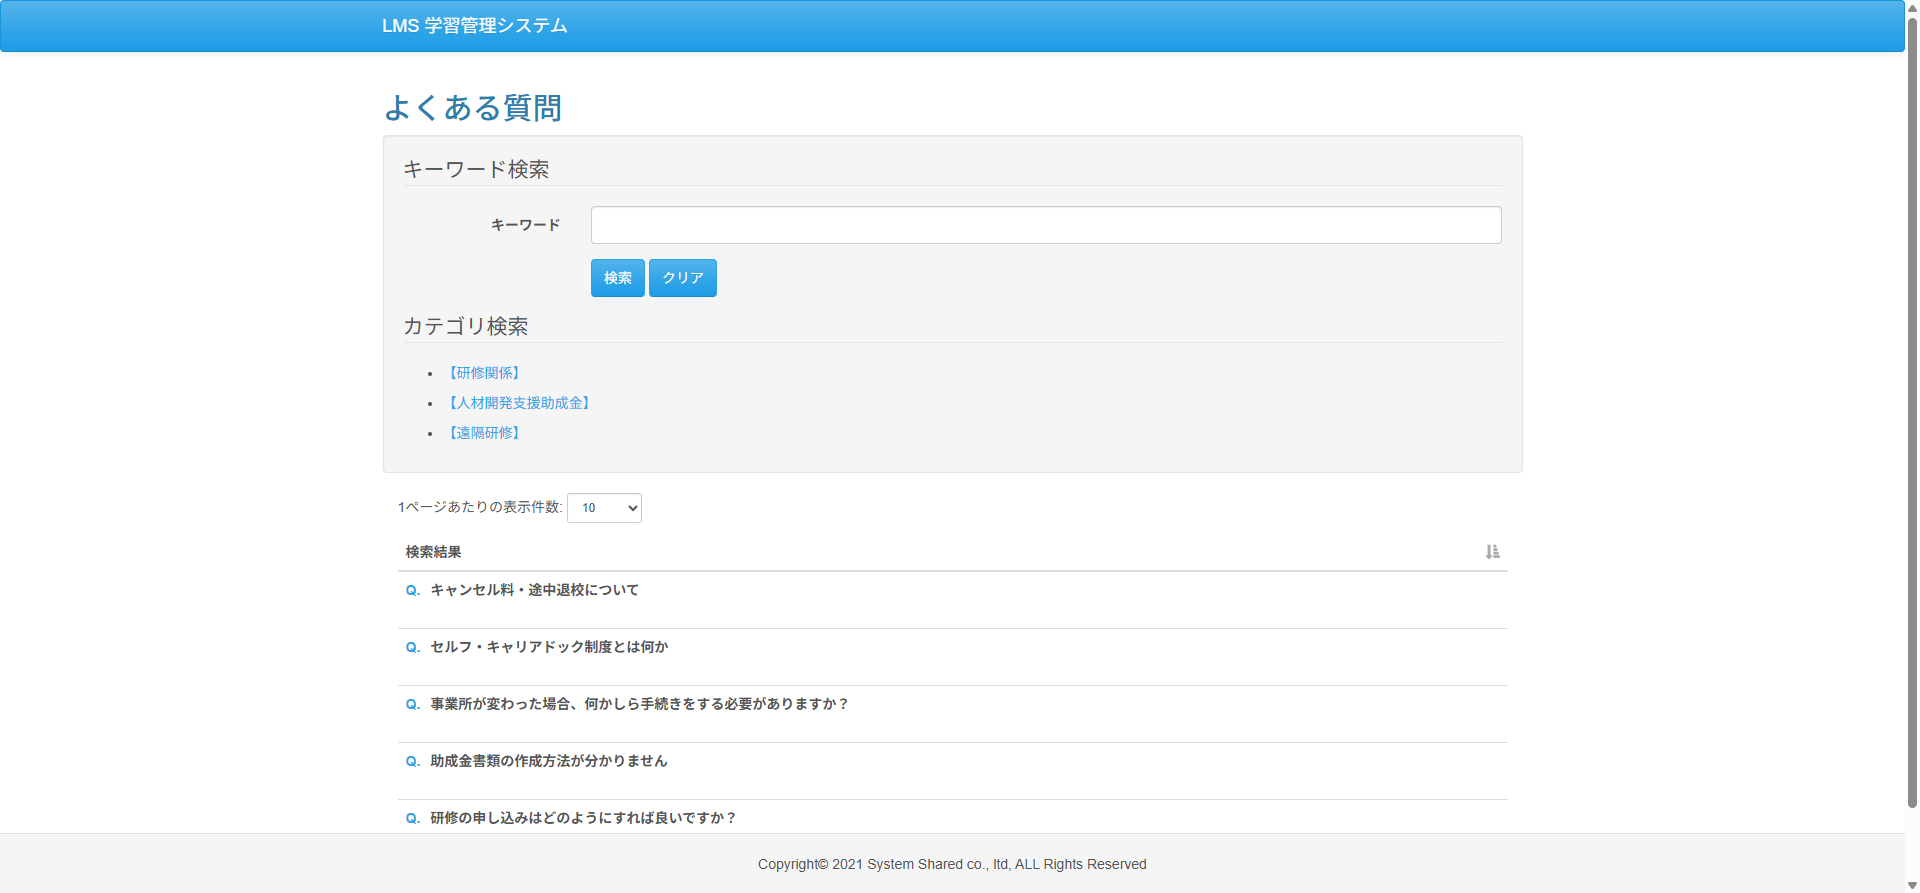 LMS 学習管理システム
よくある質問
キーワード検索
キーワード
検索 クリア
カテゴリ検索
【研修関係】
【人材開発支援助成金】
【遠隔研修】
1ページあたりの表示件数: 10
検索結果
Q. キャンセル料・途中退校について
Q. セルフ・キャリアドック制度とは何か
Q. 事業所が変わった場合、何かしら手続きをする必要がありますか？
Q. 助成金書類の作成方法が分かりません
Q. 研修の申し込みはどのようにすれば良いですか？
Copyright© 2021 System Shared co., ltd, ALL Rights Reserved